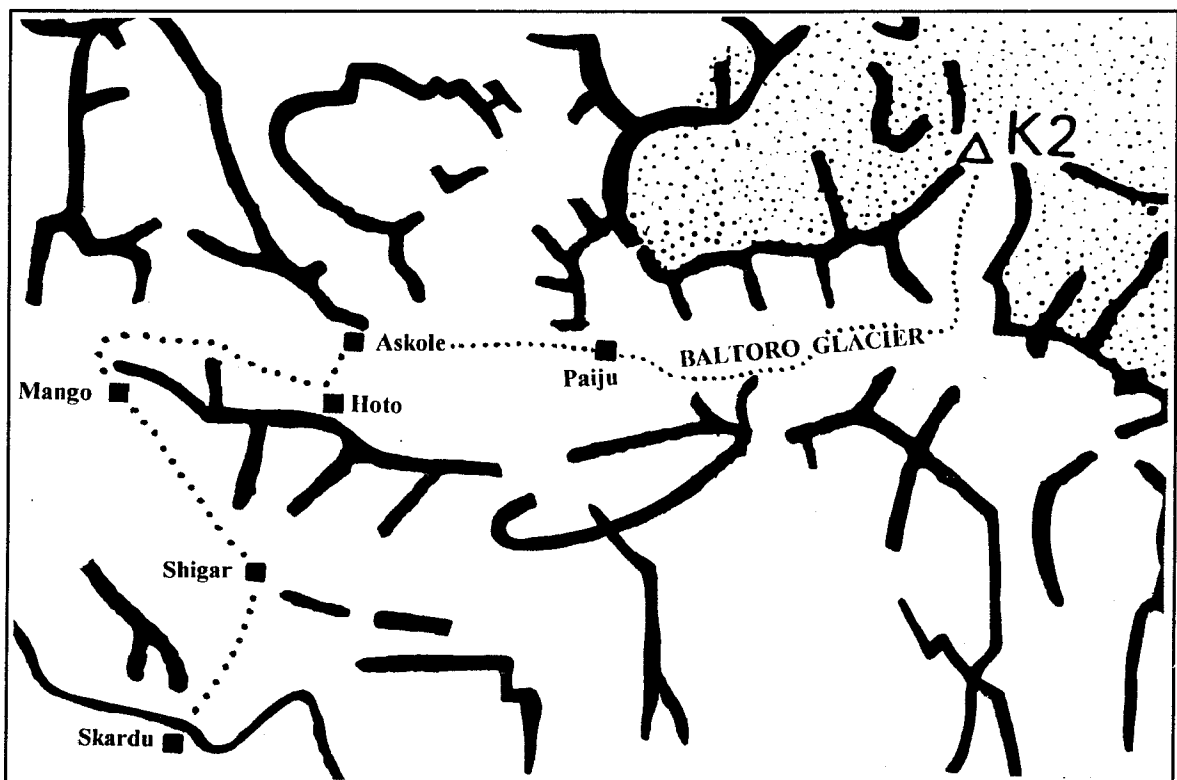 K2
Askole
BALTORO GLACIER
Paiju
Mango
Hoto
Shigar
Skardu